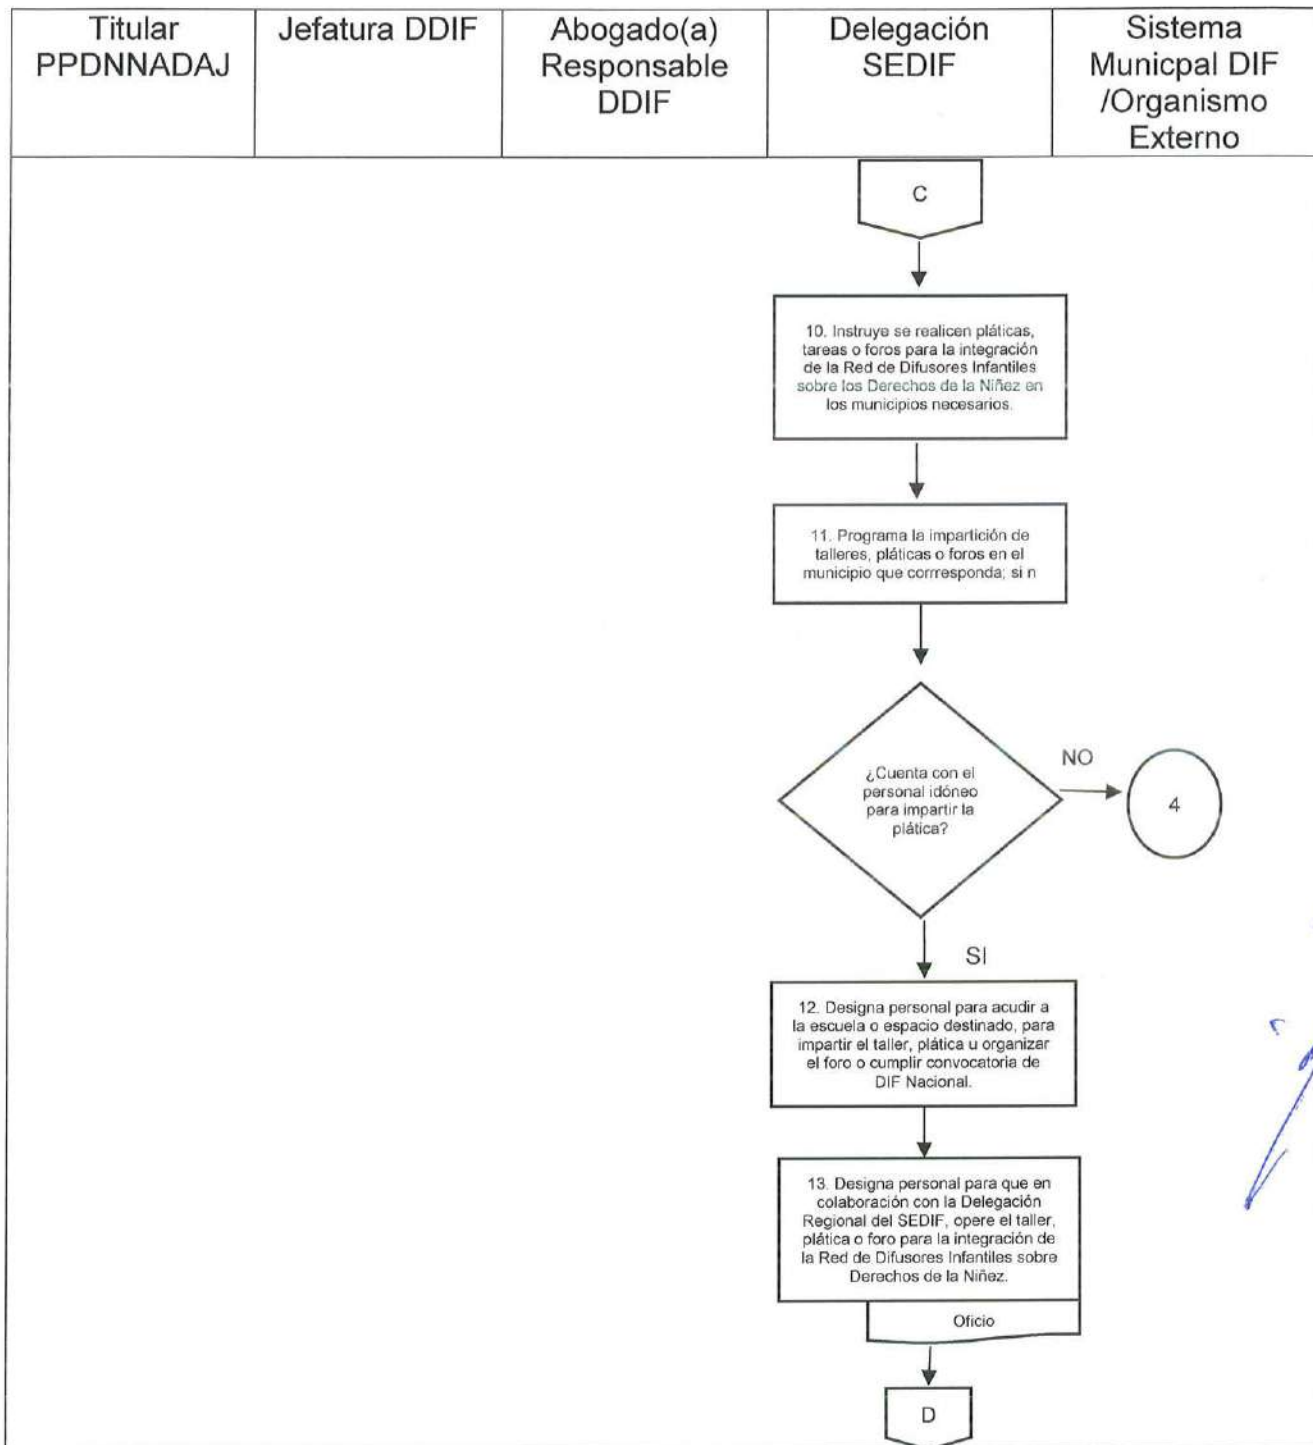 Titular
PPDNNADAJ
Jefatura DDIF
Abogado(a)
Responsable
DDIF
Delegación
SEDIF
Sistema
Municpal DIF
/Organismo
Externo
C
10. Instruye se realicen pláticas,
tareas o foros para la integración
de la Red de Difusores Infantiles
sobre los Derechos de la Niñez en
los municipios necesarios.
11. Programa la impartición de
talleres, pláticas o foros en el
municipio que corrresponda; si n
¿Cuenta con el
personal idóneo
para impartir la
plática?
NO
4
SI
12. Designa personal para acudir a
la escuela o espacio destinado, para
impartir el taller, plática u organizar
el foro o cumplir convocatoria de
DIF Nacional.
13. Designa personal para que en
colaboración con la Delegación
Regional del SEDIF, opere el taller,
plática o foro para la integración de
la Red de Difusores Infantiles sobre
Derechos de la Niñez.
Oficio
D